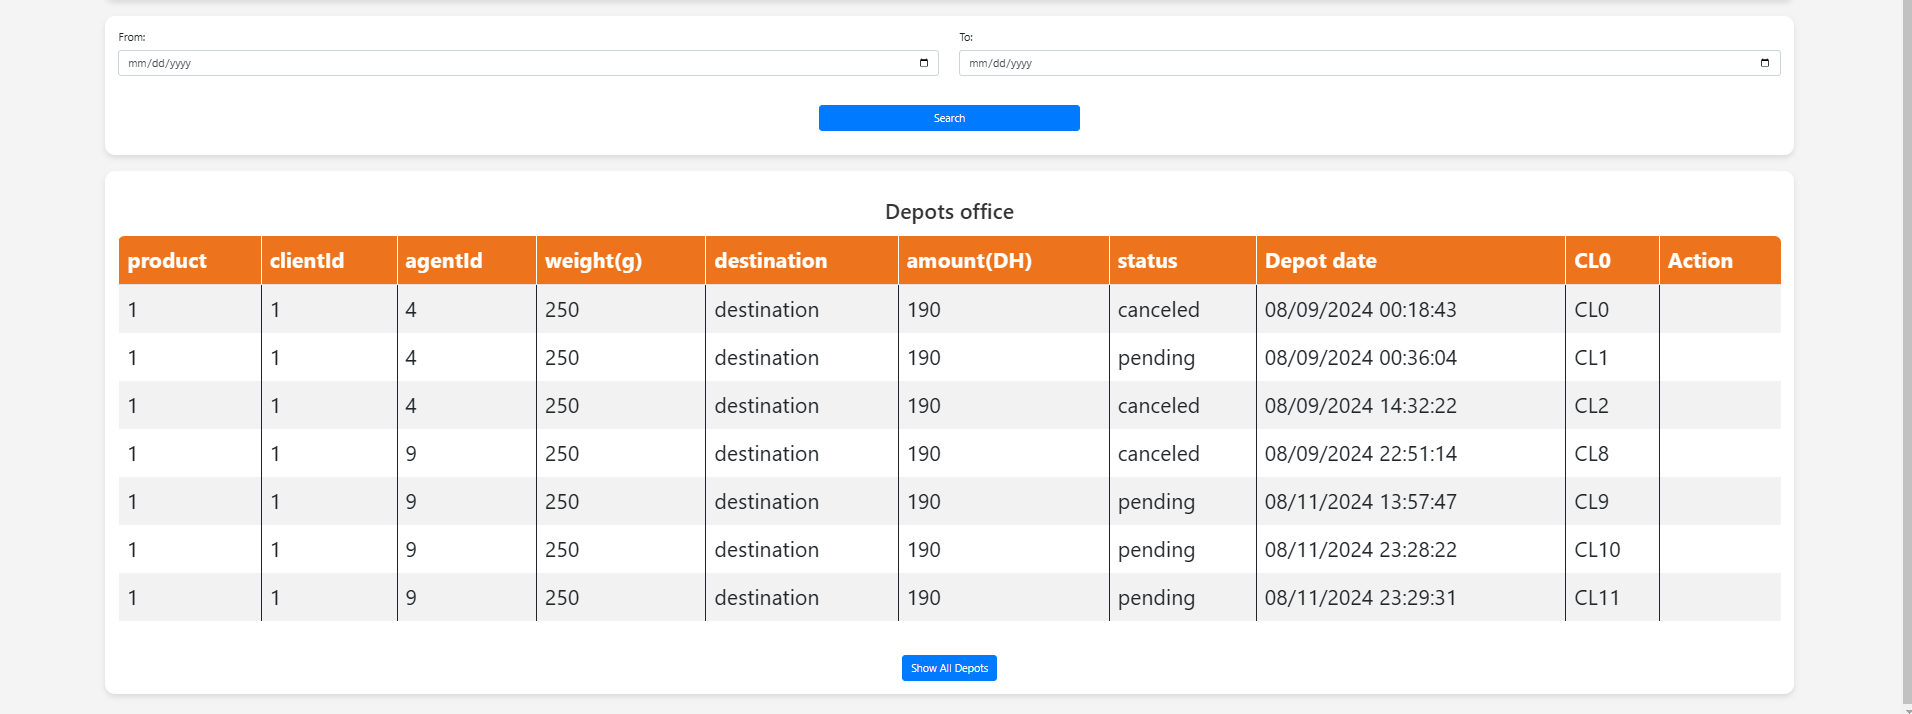 From: To:
mm/dd/yyyy mm/dd/yyyy
Search
Depots office
product clientId agentId weight(g) destination amount(DH) status Depot date CL0 Action
1 1 4 250 destination 190 canceled 08/09/2024 00:18:43 CL0
1 1 4 250 destination 190 pending 08/09/2024 00:36:04 CL1
1 1 4 250 destination 190 canceled 08/09/2024 14:32:22 CL2
1 1 9 250 destination 190 canceled 08/09/2024 22:51:14 CL8
1 1 9 250 destination 190 pending 08/11/2024 13:57:47 CL9
1 1 9 250 destination 190 pending 08/11/2024 23:28:22 CL10
1 1 9 250 destination 190 pending 08/11/2024 23:29:31 CL11
Show All Depots